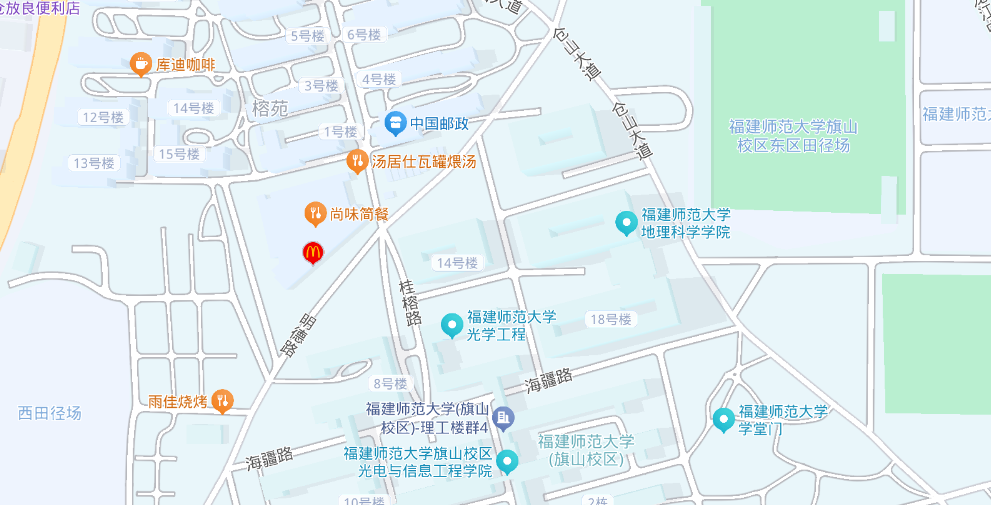 仓放良便利店
大道
5号楼
6号楼
仓山大道
库迪咖啡
3号楼
4号楼
14号楼
榕苑
12号楼
仓山大道
中国邮政
1号楼
福建师范大学旗山
校区东区田径场
福建师范大
13号楼
15号楼
汤居仕瓦罐煨汤
尚味简餐
福建师范大学
地理科学学院
14号楼
桂榕路
明德路
福建师范大学
光学工程
18号楼
8号楼
海疆路
雨佳烧烤
西田径场
福建师范大学(旗山
校区)-理工楼群4
福建师范大学
学堂门
福建师范大学
(旗山校区)
海疆路
福建师范大学旗山校区
光电与信息工程学院
10号楼
2栋